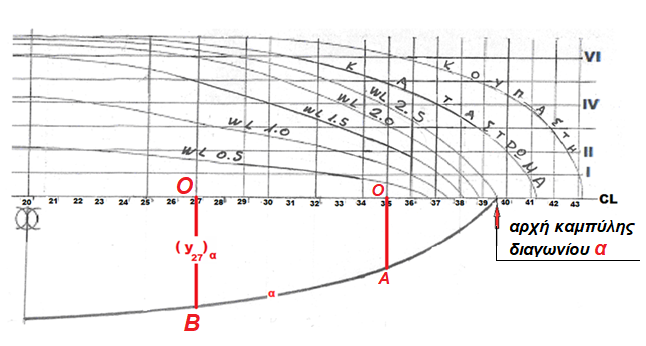 VI
IV
II
I
Κ Ο Υ Π Α Σ Τ Η
Κ Α Τ Α Σ Τ Ρ Ω Μ Α
WL 2.5
WL 2.0
WL 1.5
WL 1.0
WL 0.5
O
O
20 21 22 23 24 25 26 27 28 29 30 31 32 33 34 35 36 37 38 39 40 41 42 43 CL
(y27)α
A
B
α
αρχή καμπύλης
διαγωνίου α